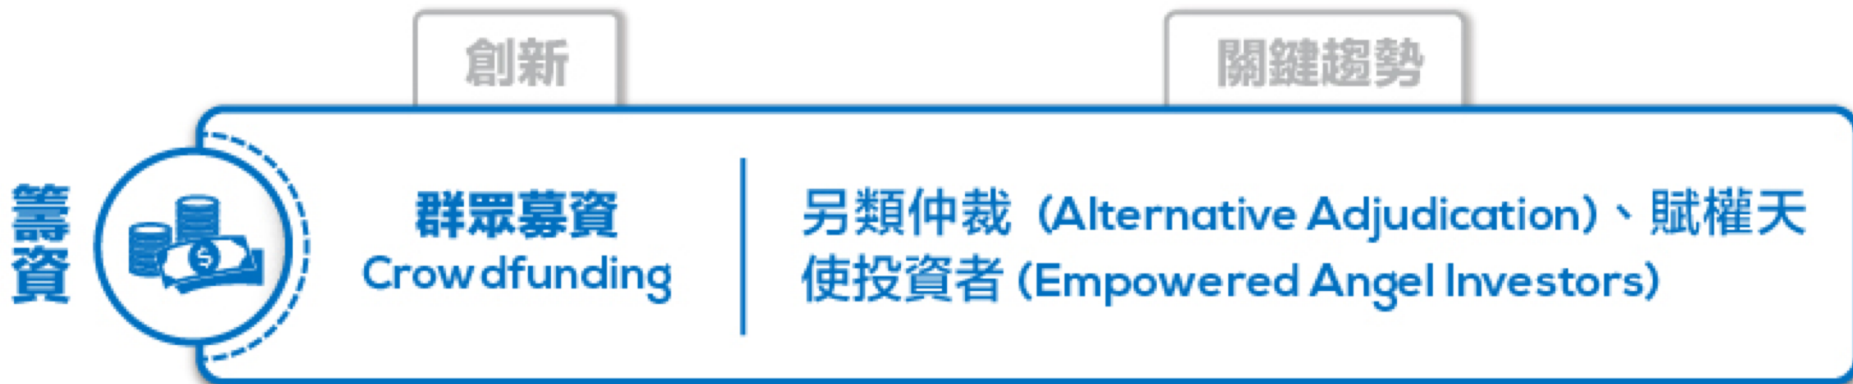 創新
關鍵趨勢
籌資
群眾募資
Crowdfunding
另類仲裁 (Alternative Adjudication)、賦權天
使投資者 (Empowered Angel Investors)